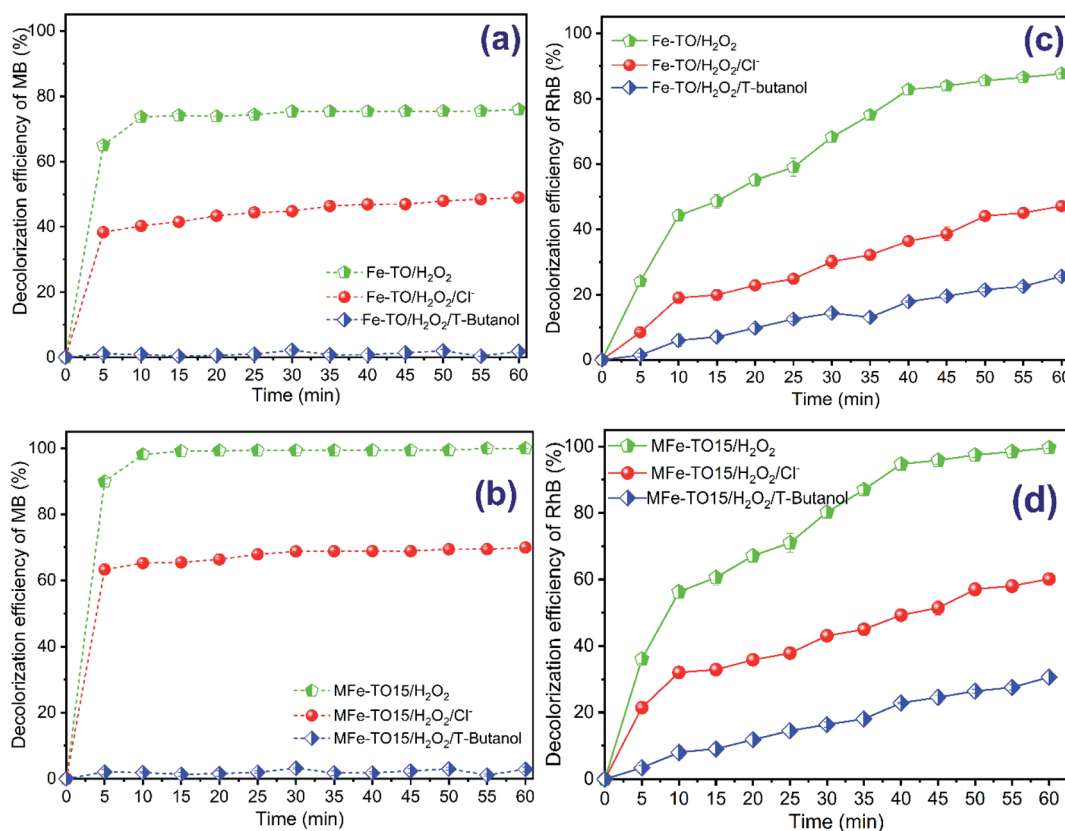 (a)
Decolorization efficiency of MB (%)
100
80
60
40
20
0
Fe-TO/H₂O₂
Fe-TO/H₂O₂/Cl⁻
Fe-TO/H₂O₂/T-Butanol
0 5 10 15 20 25 30 35 40 45 50 55 60
Time (min)
(c)
Decolorization efficiency of RhB (%)
100
80
60
40
20
0
Fe-TO/H₂O₂
Fe-TO/H₂O₂/Cl⁻
Fe-TO/H₂O₂/T-butanol
0 5 10 15 20 25 30 35 40 45 50 55 60
Time (min)
(b)
Decolorization efficiency of MB (%)
100
80
60
40
20
0
MFe-TO15/H₂O₂
MFe-TO15/H₂O₂/Cl⁻
MFe-TO15/H₂O₂/T-Butanol
0 5 10 15 20 25 30 35 40 45 50 55 60
Time (min)
(d)
Decolorization efficiency of RhB (%)
100
80
60
40
20
0
MFe-TO15/H₂O₂
MFe-TO15/H₂O₂/Cl⁻
MFe-TO15/H₂O₂/T-Butanol
0 5 10 15 20 25 30 35 40 45 50 55 60
Time (min)